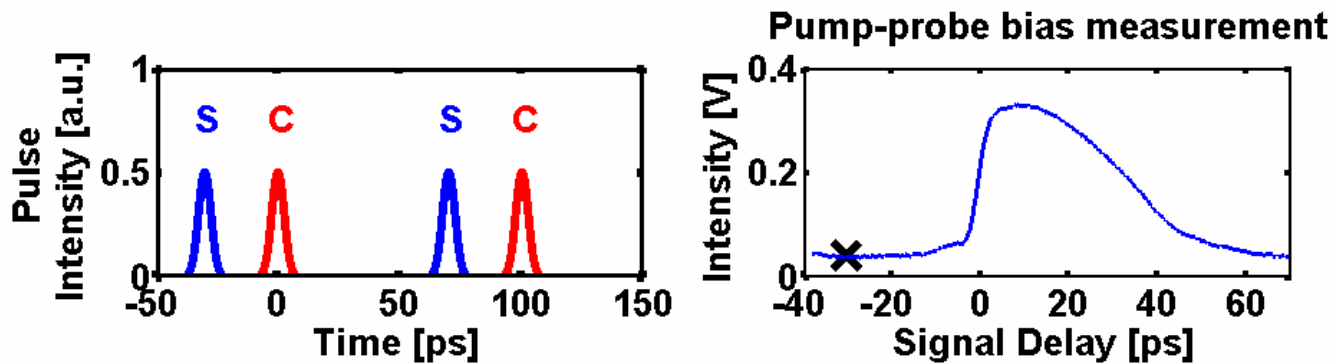 Pulse
Intensity [a.u.]
1
0.5
0
S C S C
-50 0 50 100 150
Time [ps]
Pump-probe bias measurement
Intensity [V]
0.4
0.2
0
-40 -20 0 20 40 60
Signal Delay [ps]